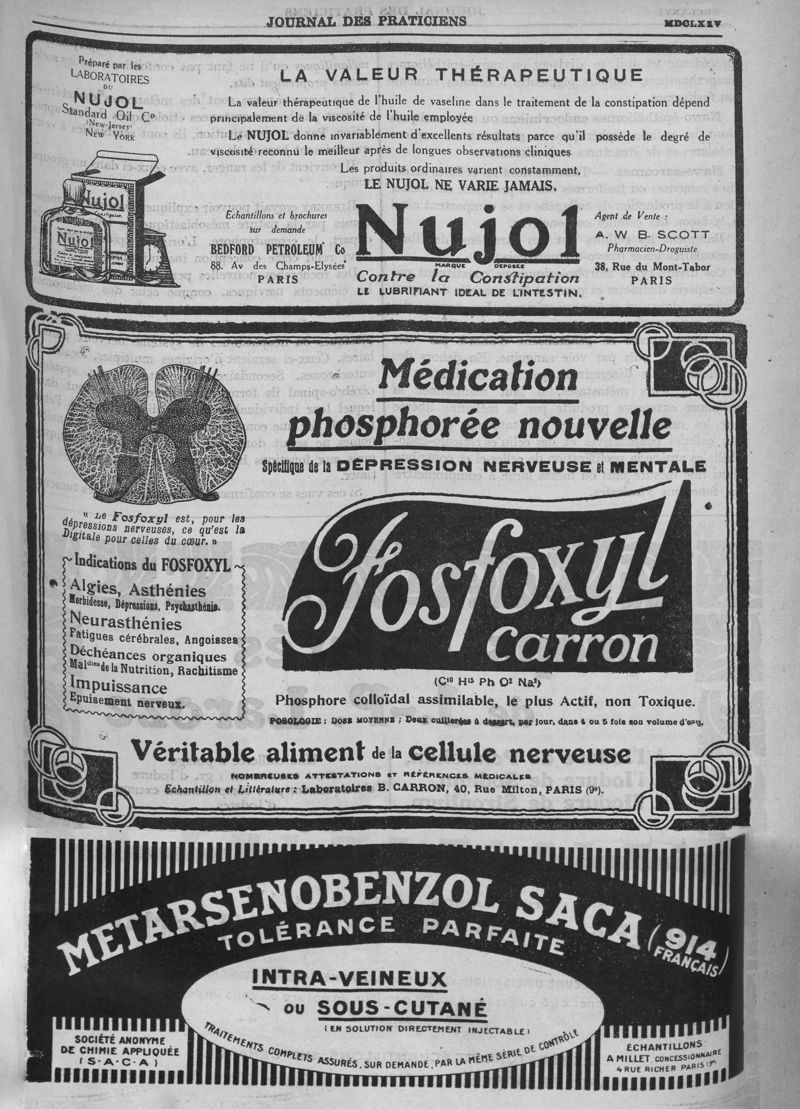 JOURNAL DES PRATICIENS
MDCLXXV
Préparé par les
LABORATOIRES
DU
NUJOL
Standard Oil Cº
(New-Jersey)
NEW YORK
LA VALEUR THÉRAPEUTIQUE
La valeur thérapeutique de l'huile de vaseline dans le traitement de la constipation dépend
principalement de la viscosité de l'huile employée
Le NUJOL donne invariablement d'excellents résultats parce qu'il possède le degré de
viscosité reconnu le meilleur après de longues observations cliniques
Les produits ordinaires varient constamment,
LE NUJOL NE VARIE JAMAIS.
Nujol
Nujol
Echantillons et brochures
sur demande
BEDFORD PETROLEUM Cº
88, Av des Champs-Elysées
PARIS
Nujol
MARQUE DÉPOSÉE
Contre la Constipation
LE LUBRIFIANT IDEAL DE L'INTESTIN.
Agent de Vente :
A. W B. SCOTT
Pharmacien-Droguiste
38, Rue du Mont-Tabor
PARIS
Médication
phosphorée nouvelle
Spécifique de la DÉPRESSION NERVEUSE et MENTALE
« Le Fosfoxyl est, pour les
dépressions nerveuses, ce qu'est la
Digitale pour celles du cœur. »
Indications du FOSFOXYL
Algies, Asthénies
Morbidesse, Dépressions, Psychasthénie.
Neurasthénies
Fatigues cérébrales, Angoisses
Déchéances organiques
Maldies de la Nutrition, Rachitisme
Impuissance
Epuisement nerveux.
Fosfoxyl
Carron
(C¹⁰ H¹⁵ Ph O² Na²)
Phosphore colloïdal assimilable, le plus Actif, non Toxique.
POSOLOGIE : DOSE MOYENNE : Deux cuillerées à dessert, par jour, dans 4 ou 5 fois son volume d'eau.
Véritable aliment de la cellule nerveuse
NOMBREUSES ATTESTATIONS ET RÉFÉRENCES MÉDICALES
Echantillon et Littérature : Laboratoires B. CARRON, 40, Rue Milton, PARIS (9e).
METARSENOBENZOL SACA (914 FRANÇAIS)
TOLÉRANCE PARFAITE
INTRA-VEINEUX
OU SOUS-CUTANÉ
(EN SOLUTION DIRECTEMENT INJECTABLE)
TRAITEMENTS COMPLETS ASSURÉS, SUR DEMANDE, PAR LA MÊME SÉRIE DE CONTRÔLE
SOCIÉTÉ ANONYME
DE CHIMIE APPLIQUÉE
(S·A·C·A)
ÉCHANTILLONS
A MILLET CONCESSIONNAIRE
4 RUE RICHER PARIS (9e)